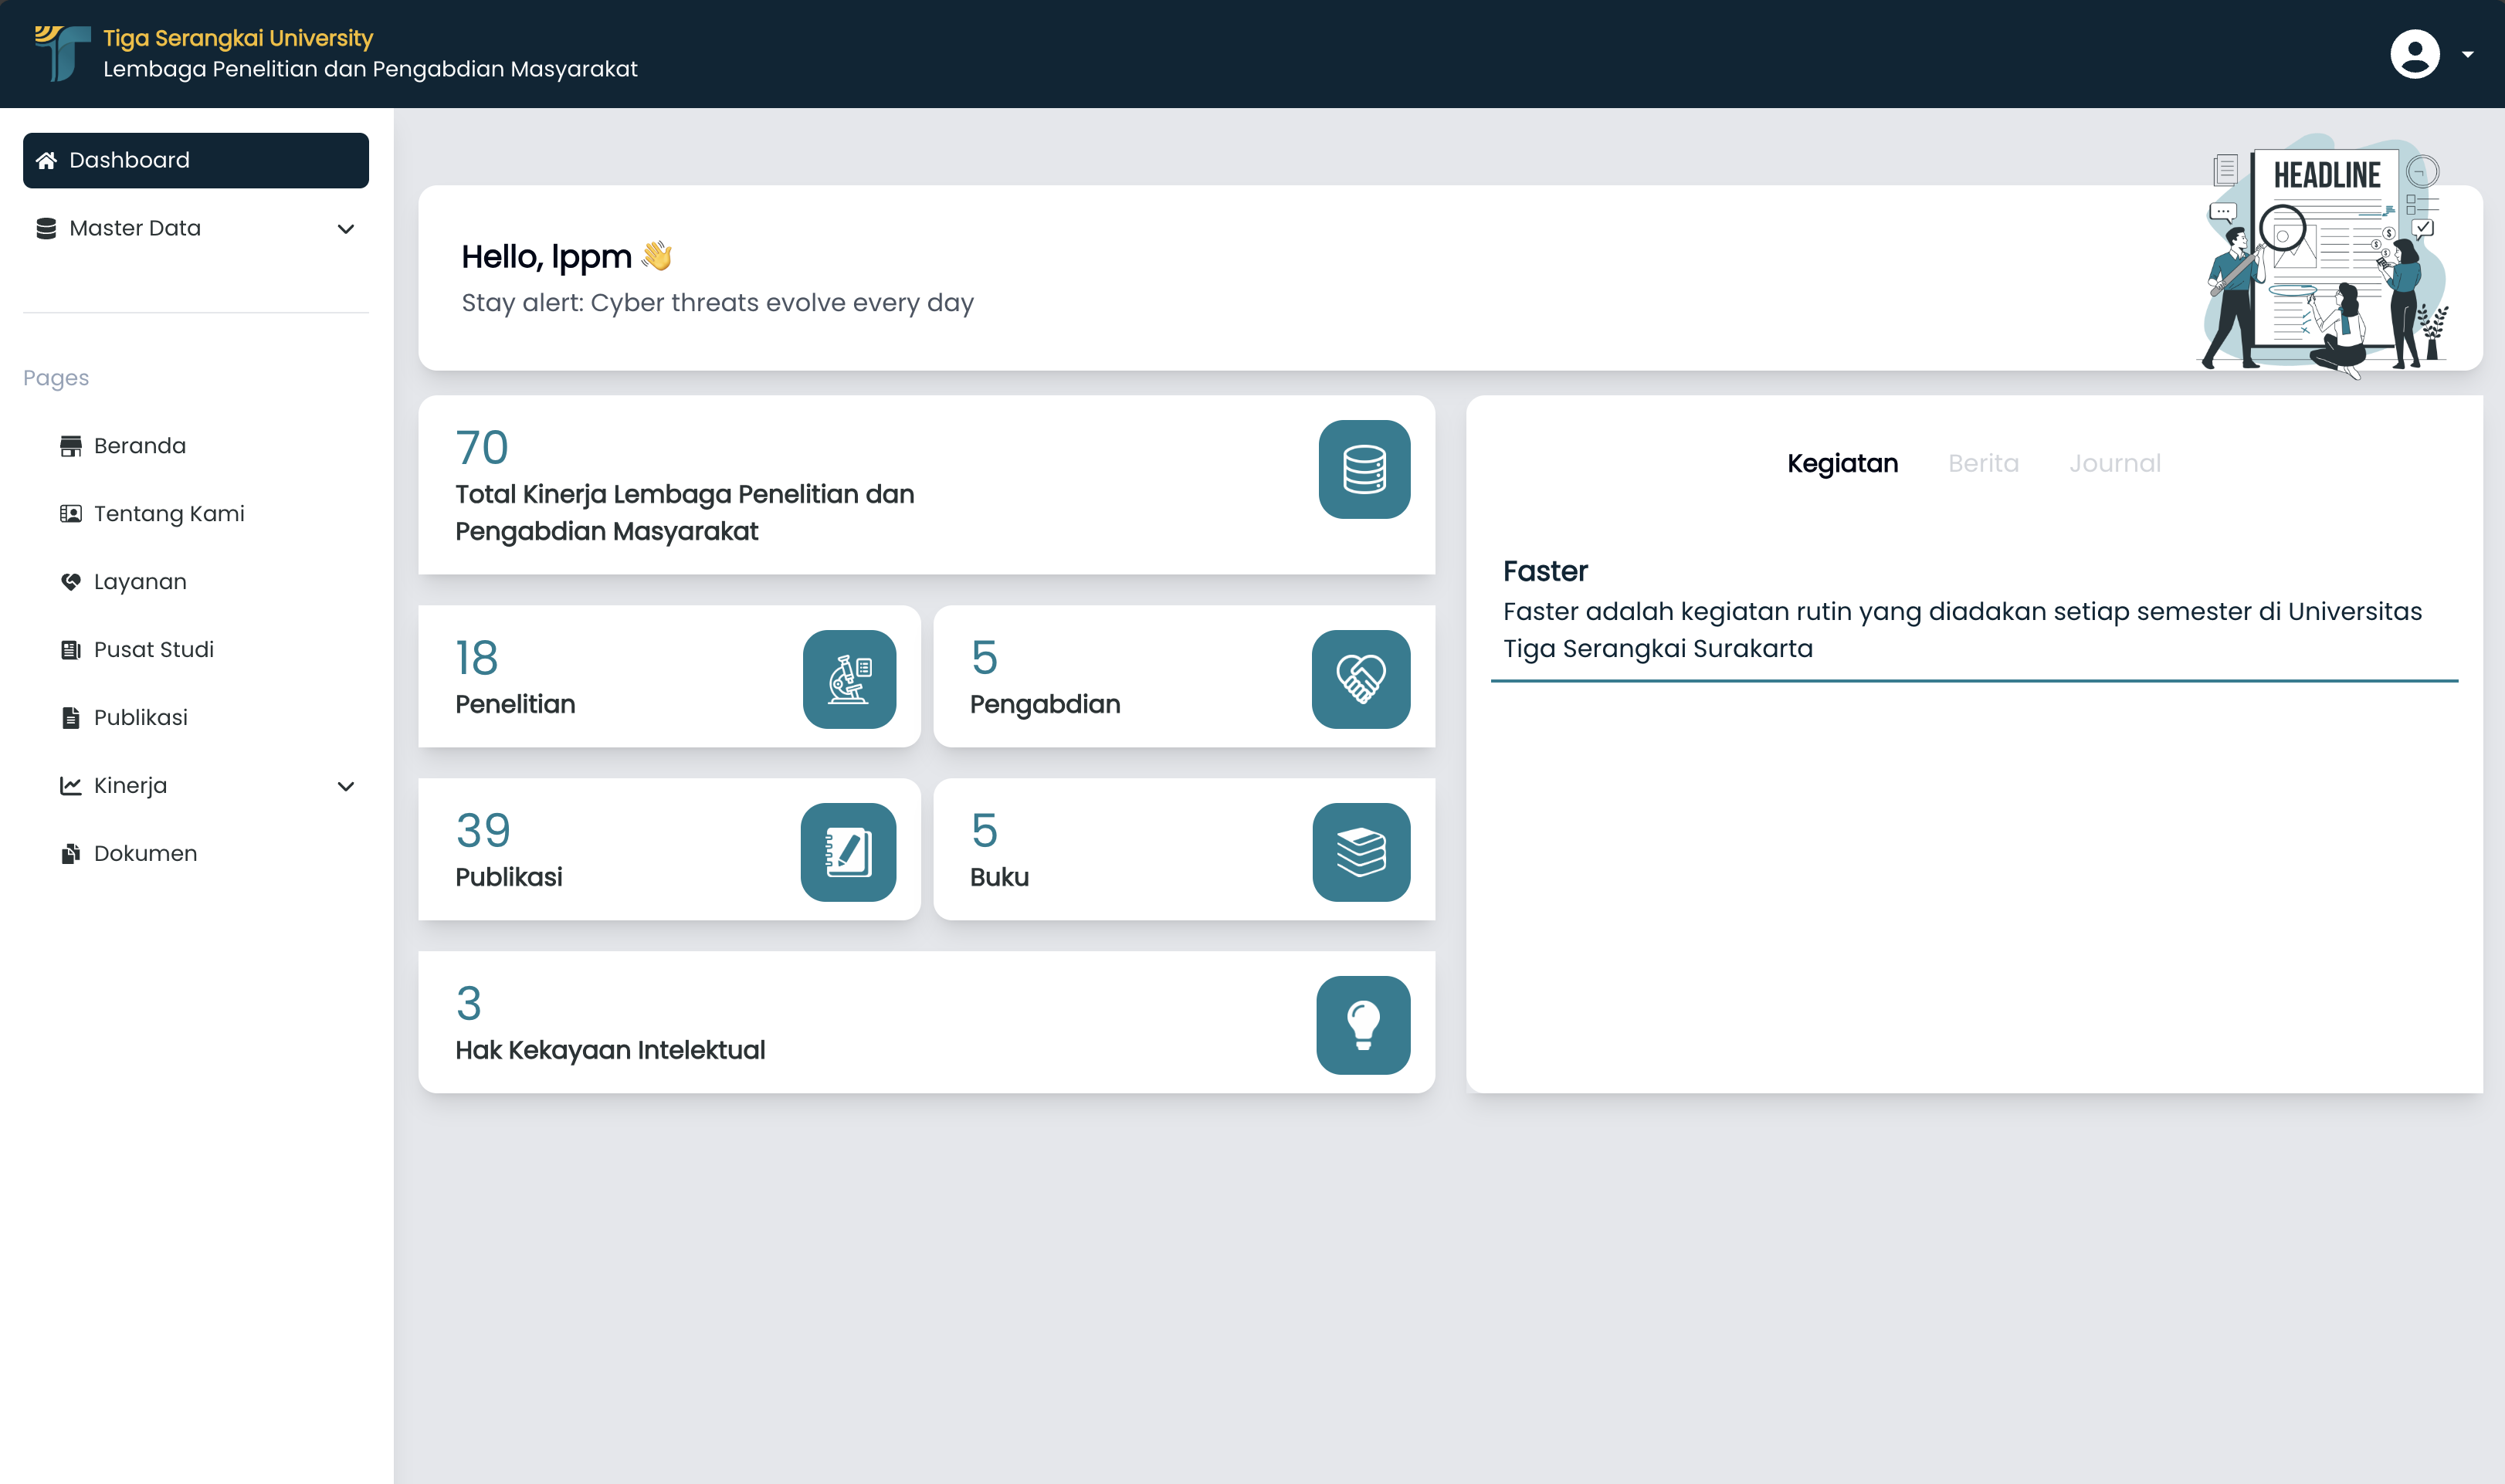 Tiga Serangkai University
Lembaga Penelitian dan Pengabdian Masyarakat
Dashboard
Master Data
Pages
Beranda
Tentang Kami
Layanan
Pusat Studi
Publikasi
Kinerja
Dokumen
Hello, lppm 👋
Stay alert: Cyber threats evolve every day
HEADLINE
70
Total Kinerja Lembaga Penelitian dan
Pengabdian Masyarakat
18
Penelitian
5
Pengabdian
39
Publikasi
5
Buku
3
Hak Kekayaan Intelektual
Kegiatan Berita Journal
Faster
Faster adalah kegiatan rutin yang diadakan setiap semester di Universitas
Tiga Serangkai Surakarta